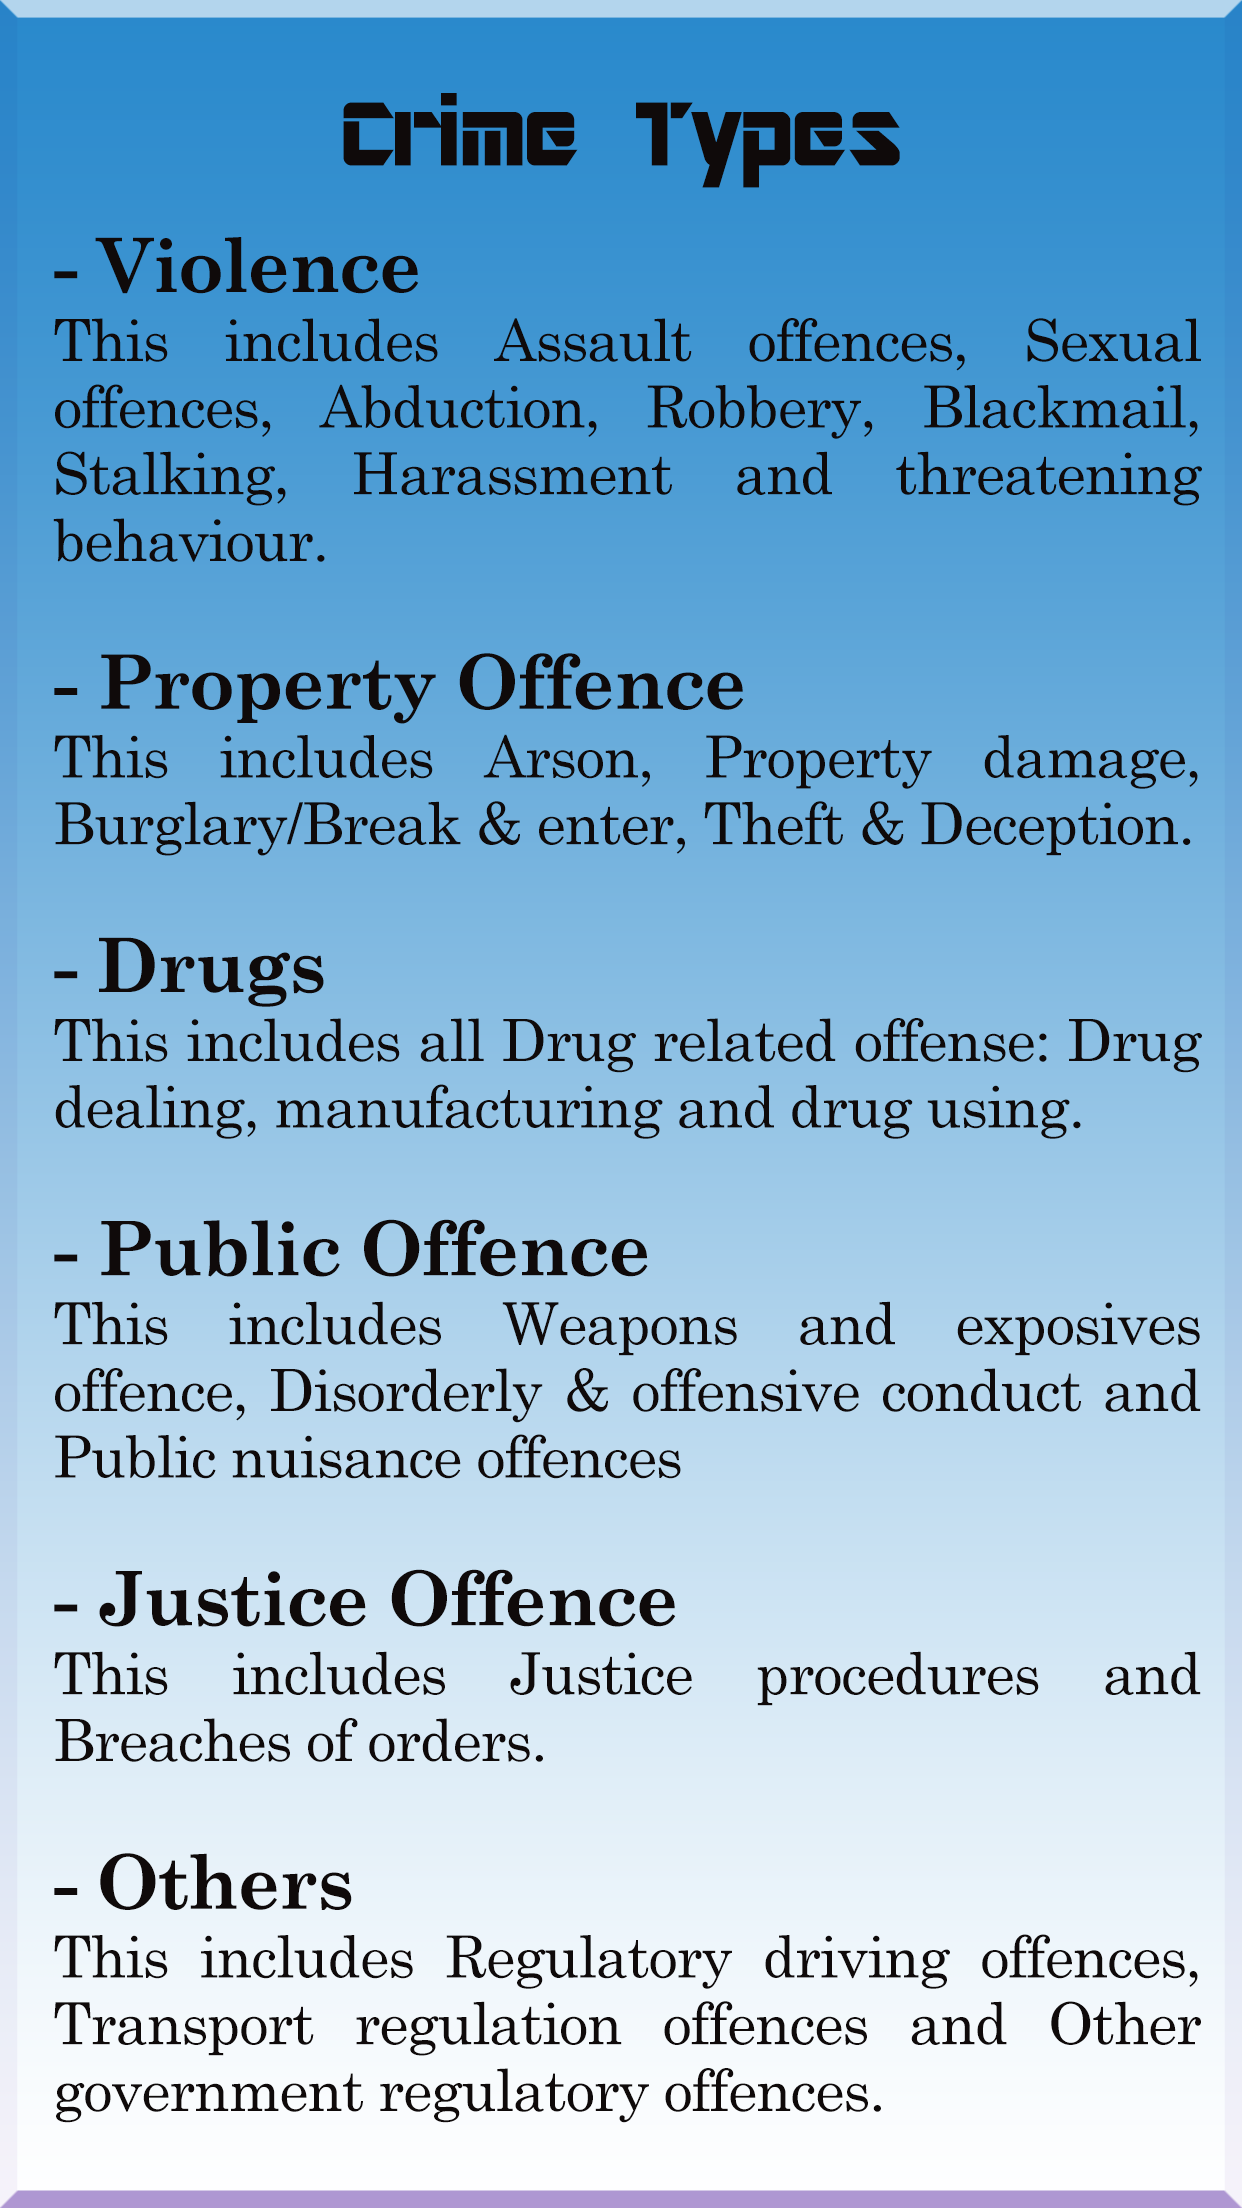 Crime Types
- Violence
This includes Assault offences, Sexual
offences, Abduction, Robbery, Blackmail,
Stalking, Harassment and threatening
behaviour.
- Property Offence
This includes Arson, Property damage,
Burglary/Break & enter, Theft & Deception.
- Drugs
This includes all Drug related offense: Drug
dealing, manufacturing and drug using.
- Public Offence
This includes Weapons and exposives
offence, Disorderly & offensive conduct and
Public nuisance offences
- Justice Offence
This includes Justice procedures and
Breaches of orders.
- Others
This includes Regulatory driving offences,
Transport regulation offences and Other
government regulatory offences.